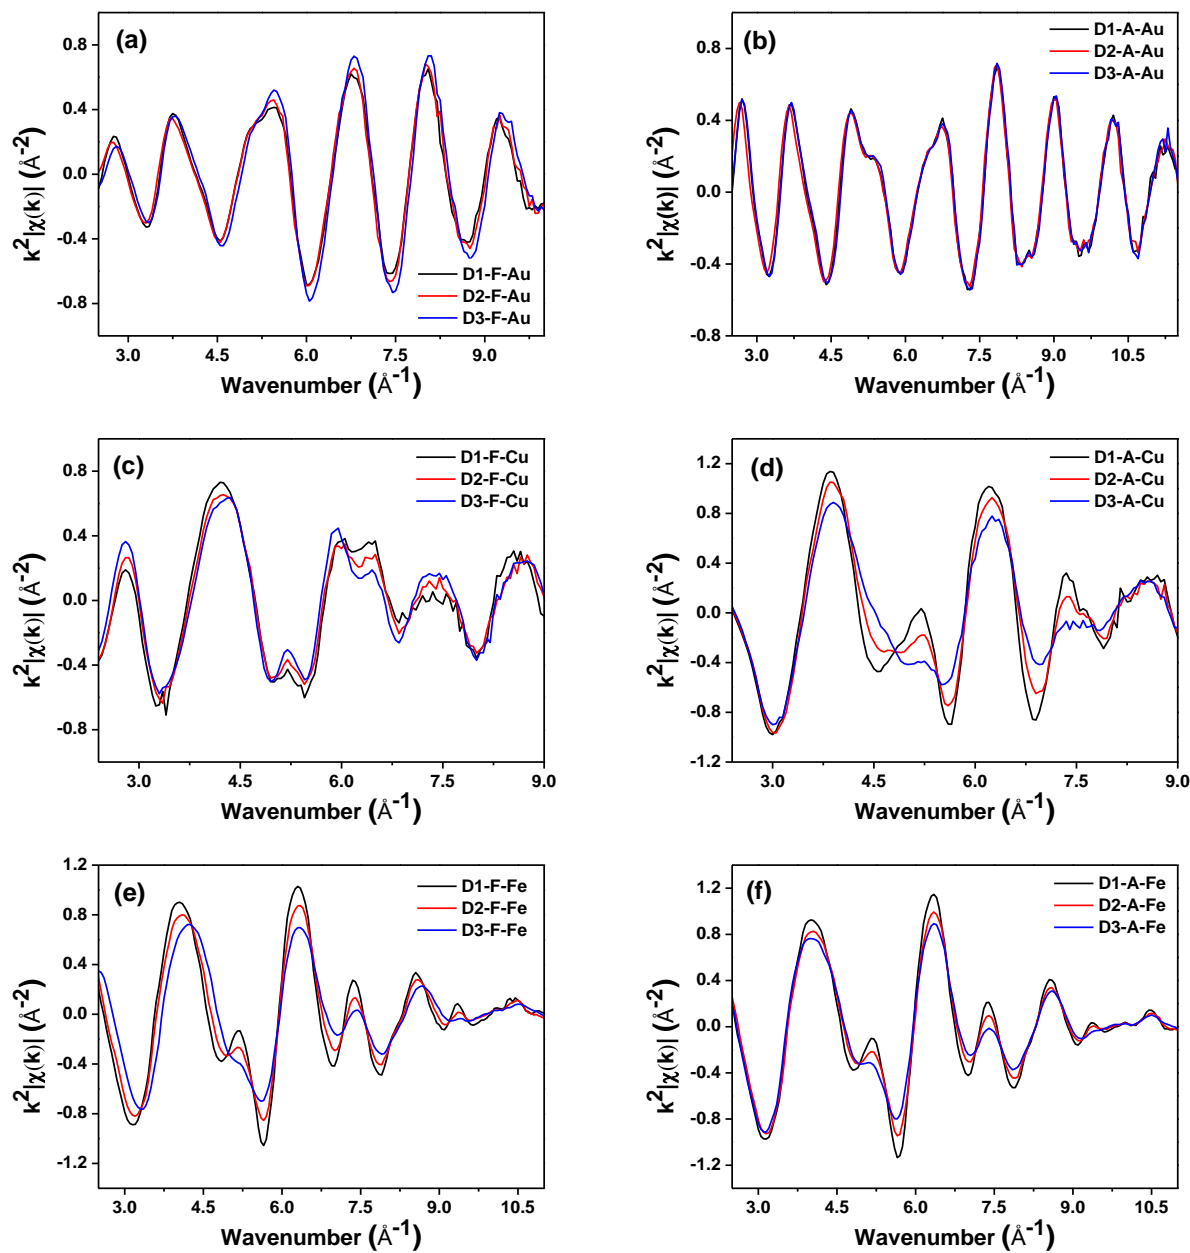 (a)
D1-F-Au
D2-F-Au
D3-F-Au
0.8
0.4
0.0
-0.4
-0.8
k²|χ(k)| (Å⁻²)
3.0 4.5 6.0 7.5 9.0
Wavenumber (Å⁻¹)
(b)
D1-A-Au
D2-A-Au
D3-A-Au
0.8
0.4
0.0
-0.4
-0.8
k²|χ(k)| (Å⁻²)
3.0 4.5 6.0 7.5 9.0 10.5
Wavenumber (Å⁻¹)
(c)
D1-F-Cu
D2-F-Cu
D3-F-Cu
0.8
0.4
0.0
-0.4
-0.8
k²|χ(k)| (Å⁻²)
3.0 4.5 6.0 7.5 9.0
Wavenumber (Å⁻¹)
(d)
D1-A-Cu
D2-A-Cu
D3-A-Cu
1.2
0.8
0.4
0.0
-0.4
-0.8
-1.2
k²|χ(k)| (Å⁻²)
3.0 4.5 6.0 7.5 9.0
Wavenumber (Å⁻¹)
(e)
D1-F-Fe
D2-F-Fe
D3-F-Fe
1.2
0.8
0.4
0.0
-0.4
-0.8
-1.2
k²|χ(k)| (Å⁻²)
3.0 4.5 6.0 7.5 9.0 10.5
Wavenumber (Å⁻¹)
(f)
D1-A-Fe
D2-A-Fe
D3-A-Fe
1.2
0.8
0.4
0.0
-0.4
-0.8
-1.2
k²|χ(k)| (Å⁻²)
3.0 4.5 6.0 7.5 9.0 10.5
Wavenumber (Å⁻¹)